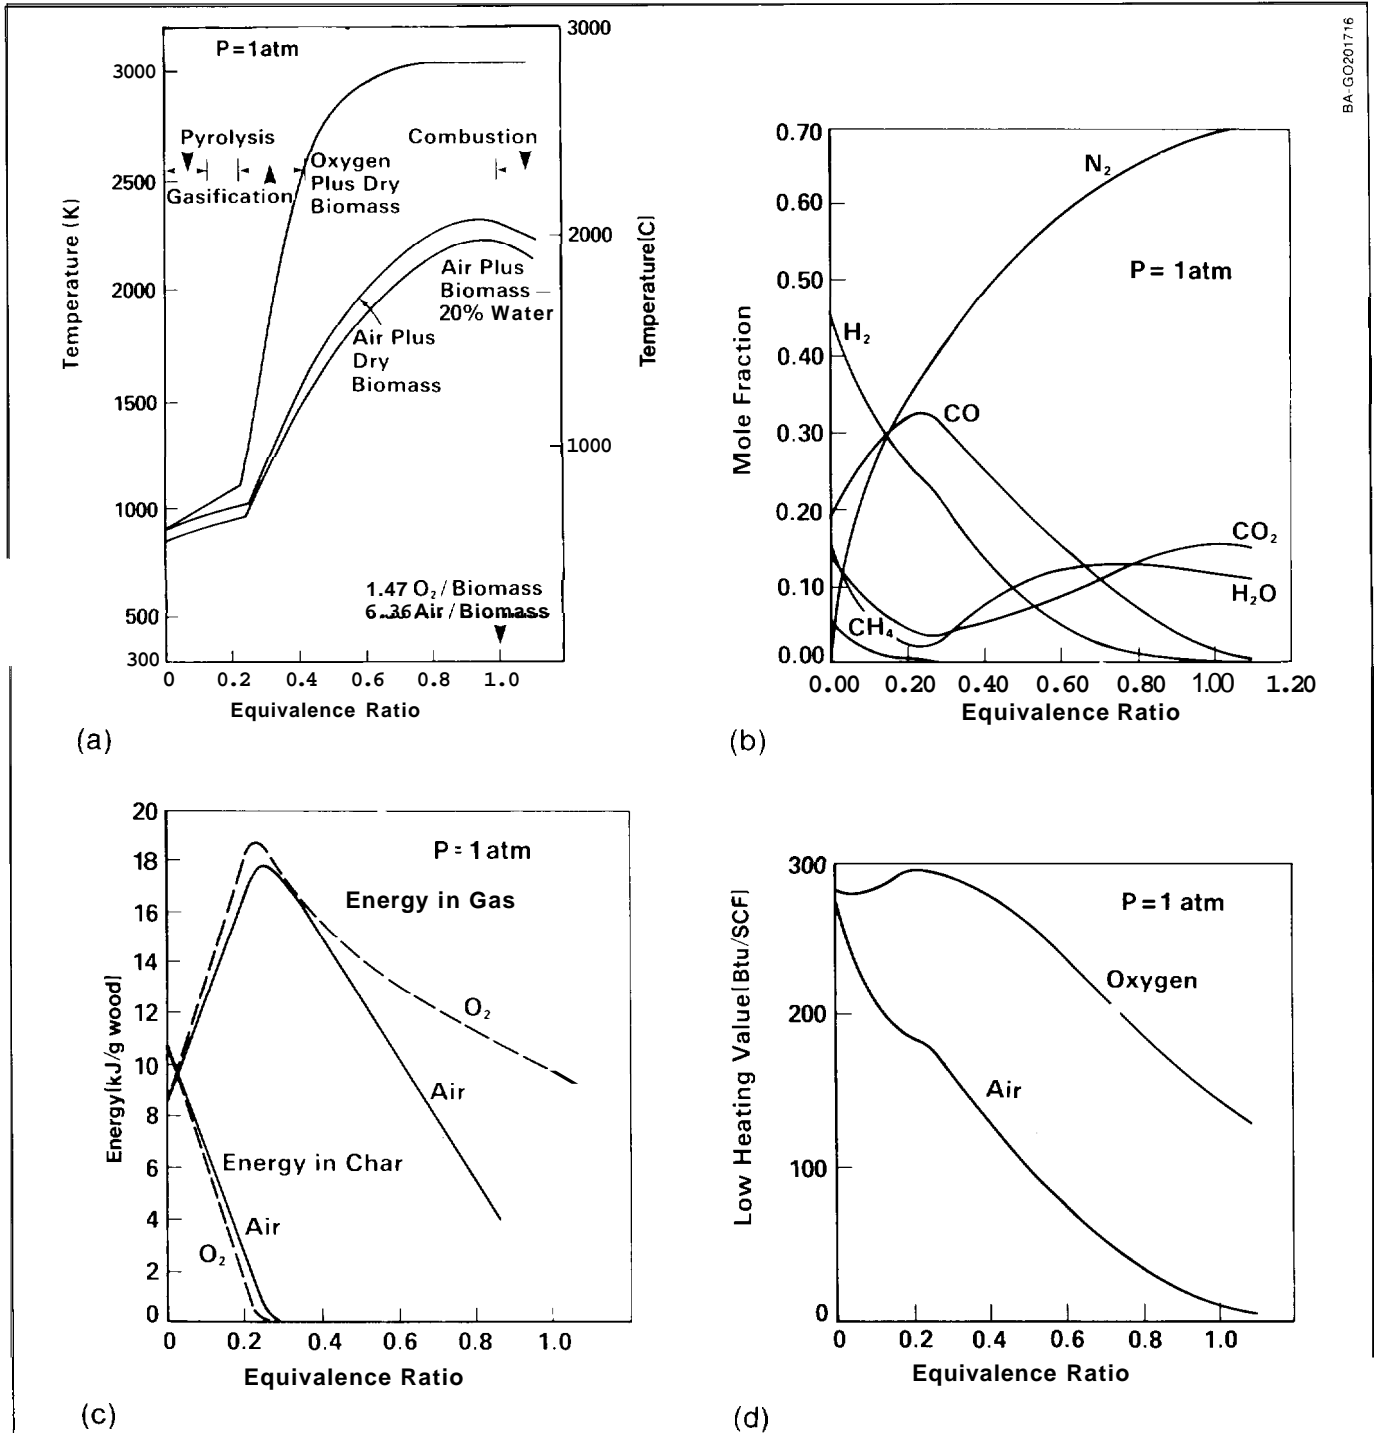 BA-GO201716
P=1atm
3000
2500
2000
1500
1000
500
300
3000
2000
1000
Temperature (K)
Temperature(C)
Pyrolysis
Gasification
Combustion
Oxygen
Plus Dry
Biomass
Air Plus
Biomass –
20% Water
Air Plus
Dry
Biomass
1.47 O₂/Biomass
6.36 Air/Biomass
0 0.2 0.4 0.6 0.8 1.0
Equivalence Ratio
(a)
0.70
0.60
0.50
0.40
0.30
0.20
0.10
0.00
Mole Fraction
N₂
P= 1atm
H₂
CO
CO₂
H₂O
CH₄
0.00 0.20 0.40 0.60 0.80 1.00 1.20
Equivalence Ratio
(b)
20
18
16
14
12
10
8
6
4
2
0
Energy(kJ/g wood)
P=1atm
Energy in Gas
O₂
Air
Energy in Char
Air
O₂
0 0.2 0.4 0.6 0.8 1.0
Equivalence Ratio
(c)
300
200
100
0
Low Heating Value(Btu/SCF)
P=1 atm
Oxygen
Air
0 0.2 0.4 0.6 0.8 1.0
Equivalence Ratio
(d)